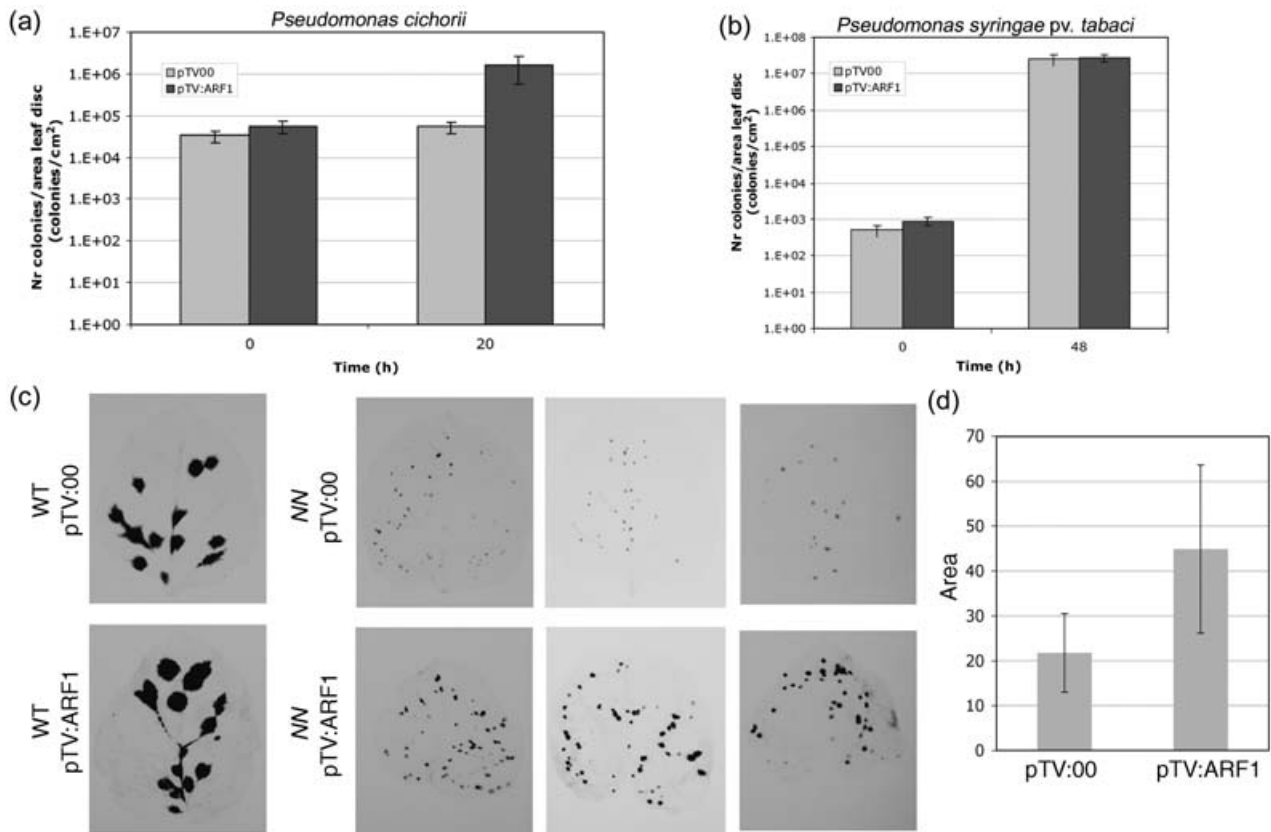 (a)
Pseudomonas cichorii
Nr colonies/area leaf disc
(colonies/cm²)
1.E+07
1.E+06
1.E+05
1.E+04
1.E+03
1.E+02
1.E+01
1.E+00
pTV00
pTV:ARF1
0
20
Time (h)
(b)
Pseudomonas syringae pv. tabaci
Nr colonies/area leaf disc
(colonies/cm²)
1.E+08
1.E+07
1.E+06
1.E+05
1.E+04
1.E+03
1.E+02
1.E+01
1.E+00
pTV00
pTV:ARF1
0
48
Time (h)
(c)
WT
pTV:00
NN
pTV:00
WT
pTV:ARF1
NN
pTV:ARF1
(d)
Area
70
60
50
40
30
20
10
0
pTV:00
pTV:ARF1